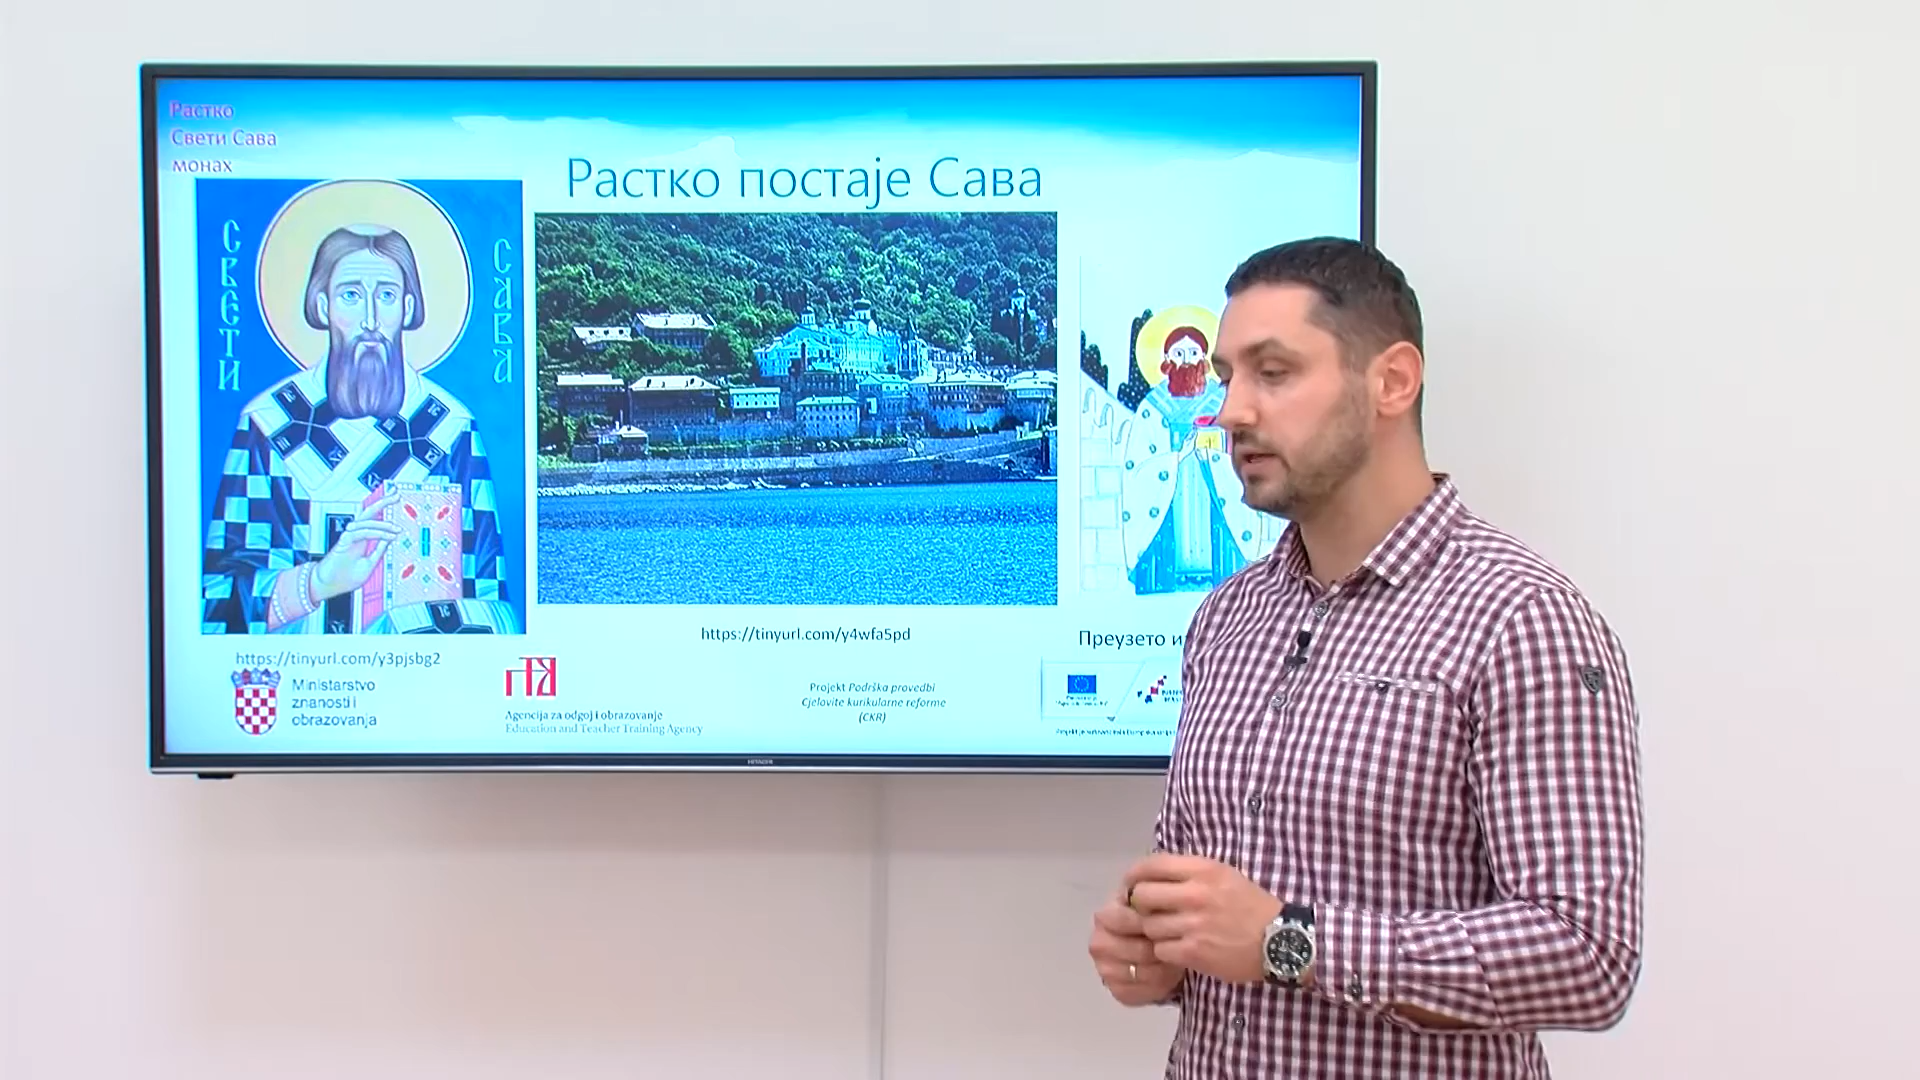 Растко
Свети Сава
монах
Растко постаје Сава
СВЕТИ
САВА
https://tinyurl.com/y4wfa5pd
Преузето
https://tinyurl.com/y3pjsbg2
Ministarstvo
znanosti i
obrazovanja
Agencija za odgoj i obrazovanje
Education and Teacher Training Agency
Projekt Podrška provedbi
Cjelovite kurikularne reforme
(CKR)
HITACHI